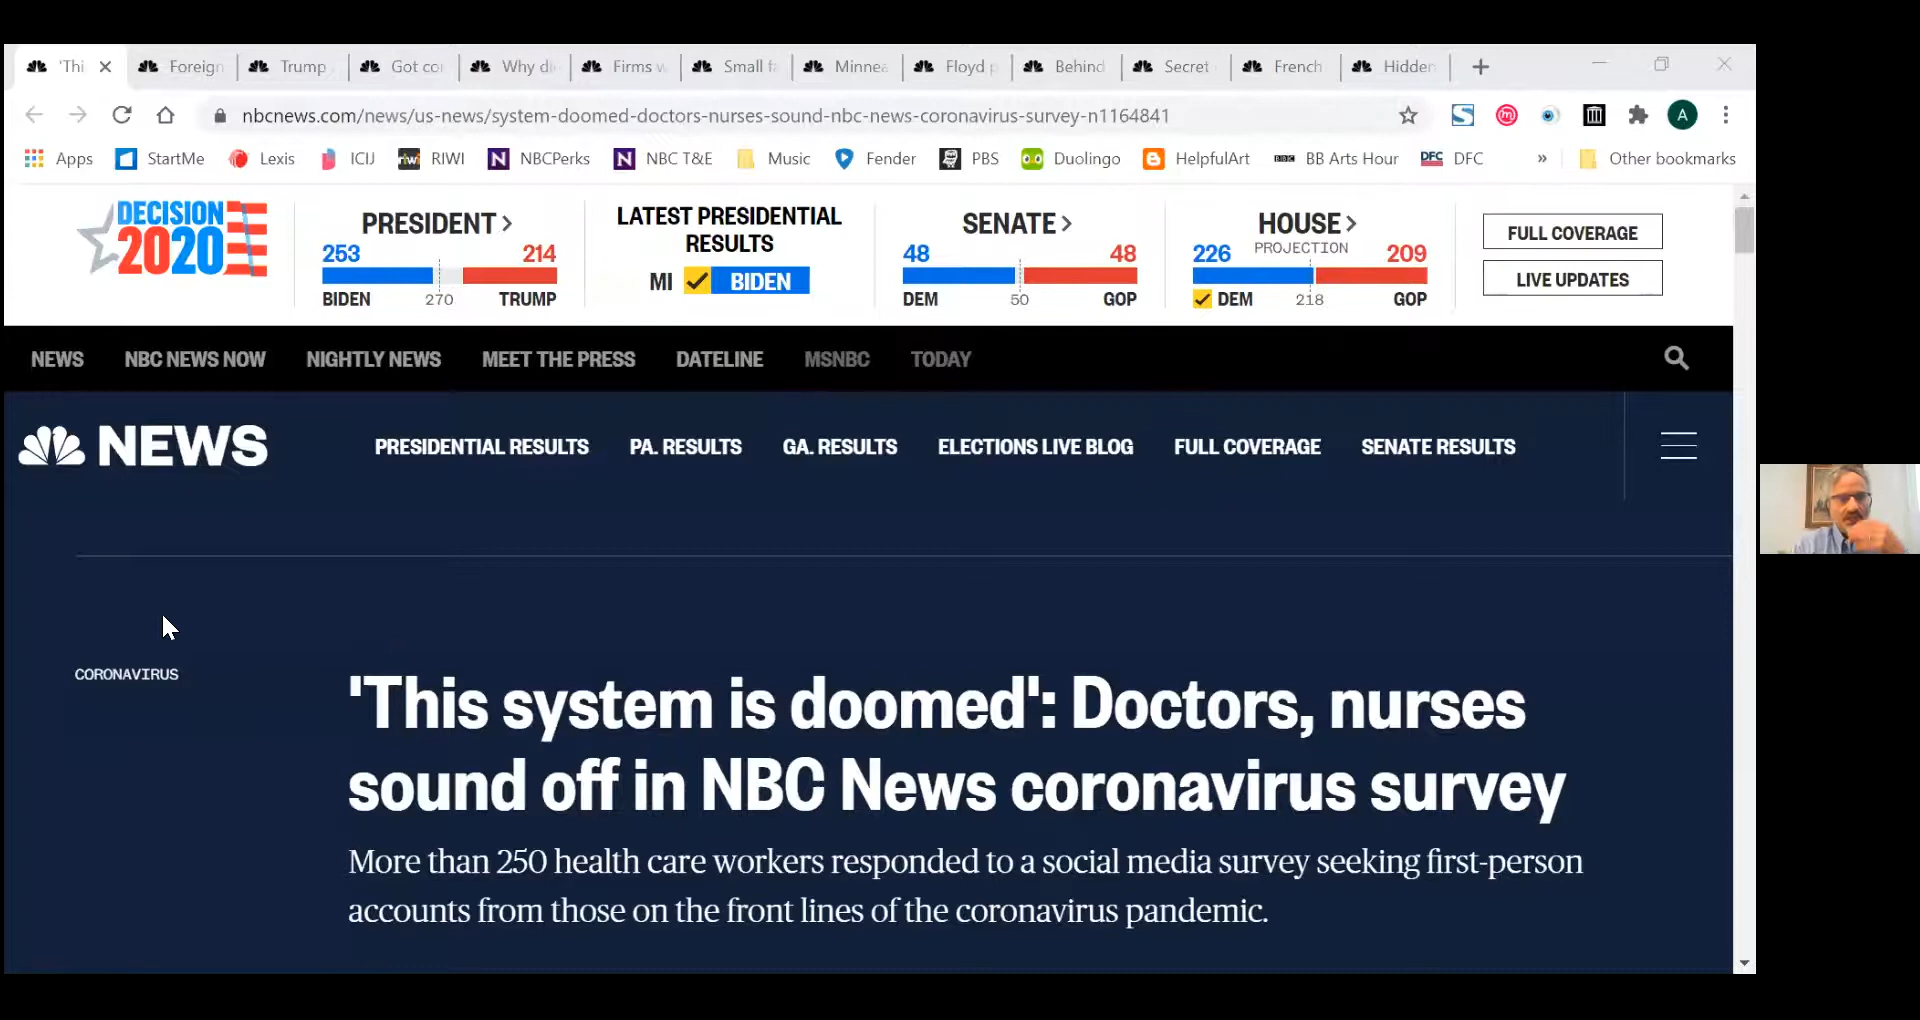 'Thi
Foreign
Trump
Got co
Why di
Firms w
Small f
Minnea
Floyd p
Behind
Secret
French
Hidden
nbcnews.com/news/us-news/system-doomed-doctors-nurses-sound-nbc-news-coronavirus-survey-n1164841
A
Apps StartMe Lexis ICIJ riwi RIWI N NBCPerks N NBC T&E Music Fender PBS Duolingo HelpfulArt BBC BB Arts Hour DFC DFC » Other bookmarks
DECISION
2020
PRESIDENT >
253 214
BIDEN 270 TRUMP
LATEST PRESIDENTIAL
RESULTS
MI BIDEN
SENATE >
48 48
DEM 50 GOP
HOUSE >
PROJECTION
226 209
DEM 218 GOP
FULL COVERAGE
LIVE UPDATES
NEWS NBC NEWS NOW NIGHTLY NEWS MEET THE PRESS DATELINE MSNBC TODAY
NEWS
PRESIDENTIAL RESULTS PA. RESULTS GA. RESULTS ELECTIONS LIVE BLOG FULL COVERAGE SENATE RESULTS
CORONAVIRUS
'This system is doomed': Doctors, nurses
sound off in NBC News coronavirus survey
More than 250 health care workers responded to a social media survey seeking first-person
accounts from those on the front lines of the coronavirus pandemic.